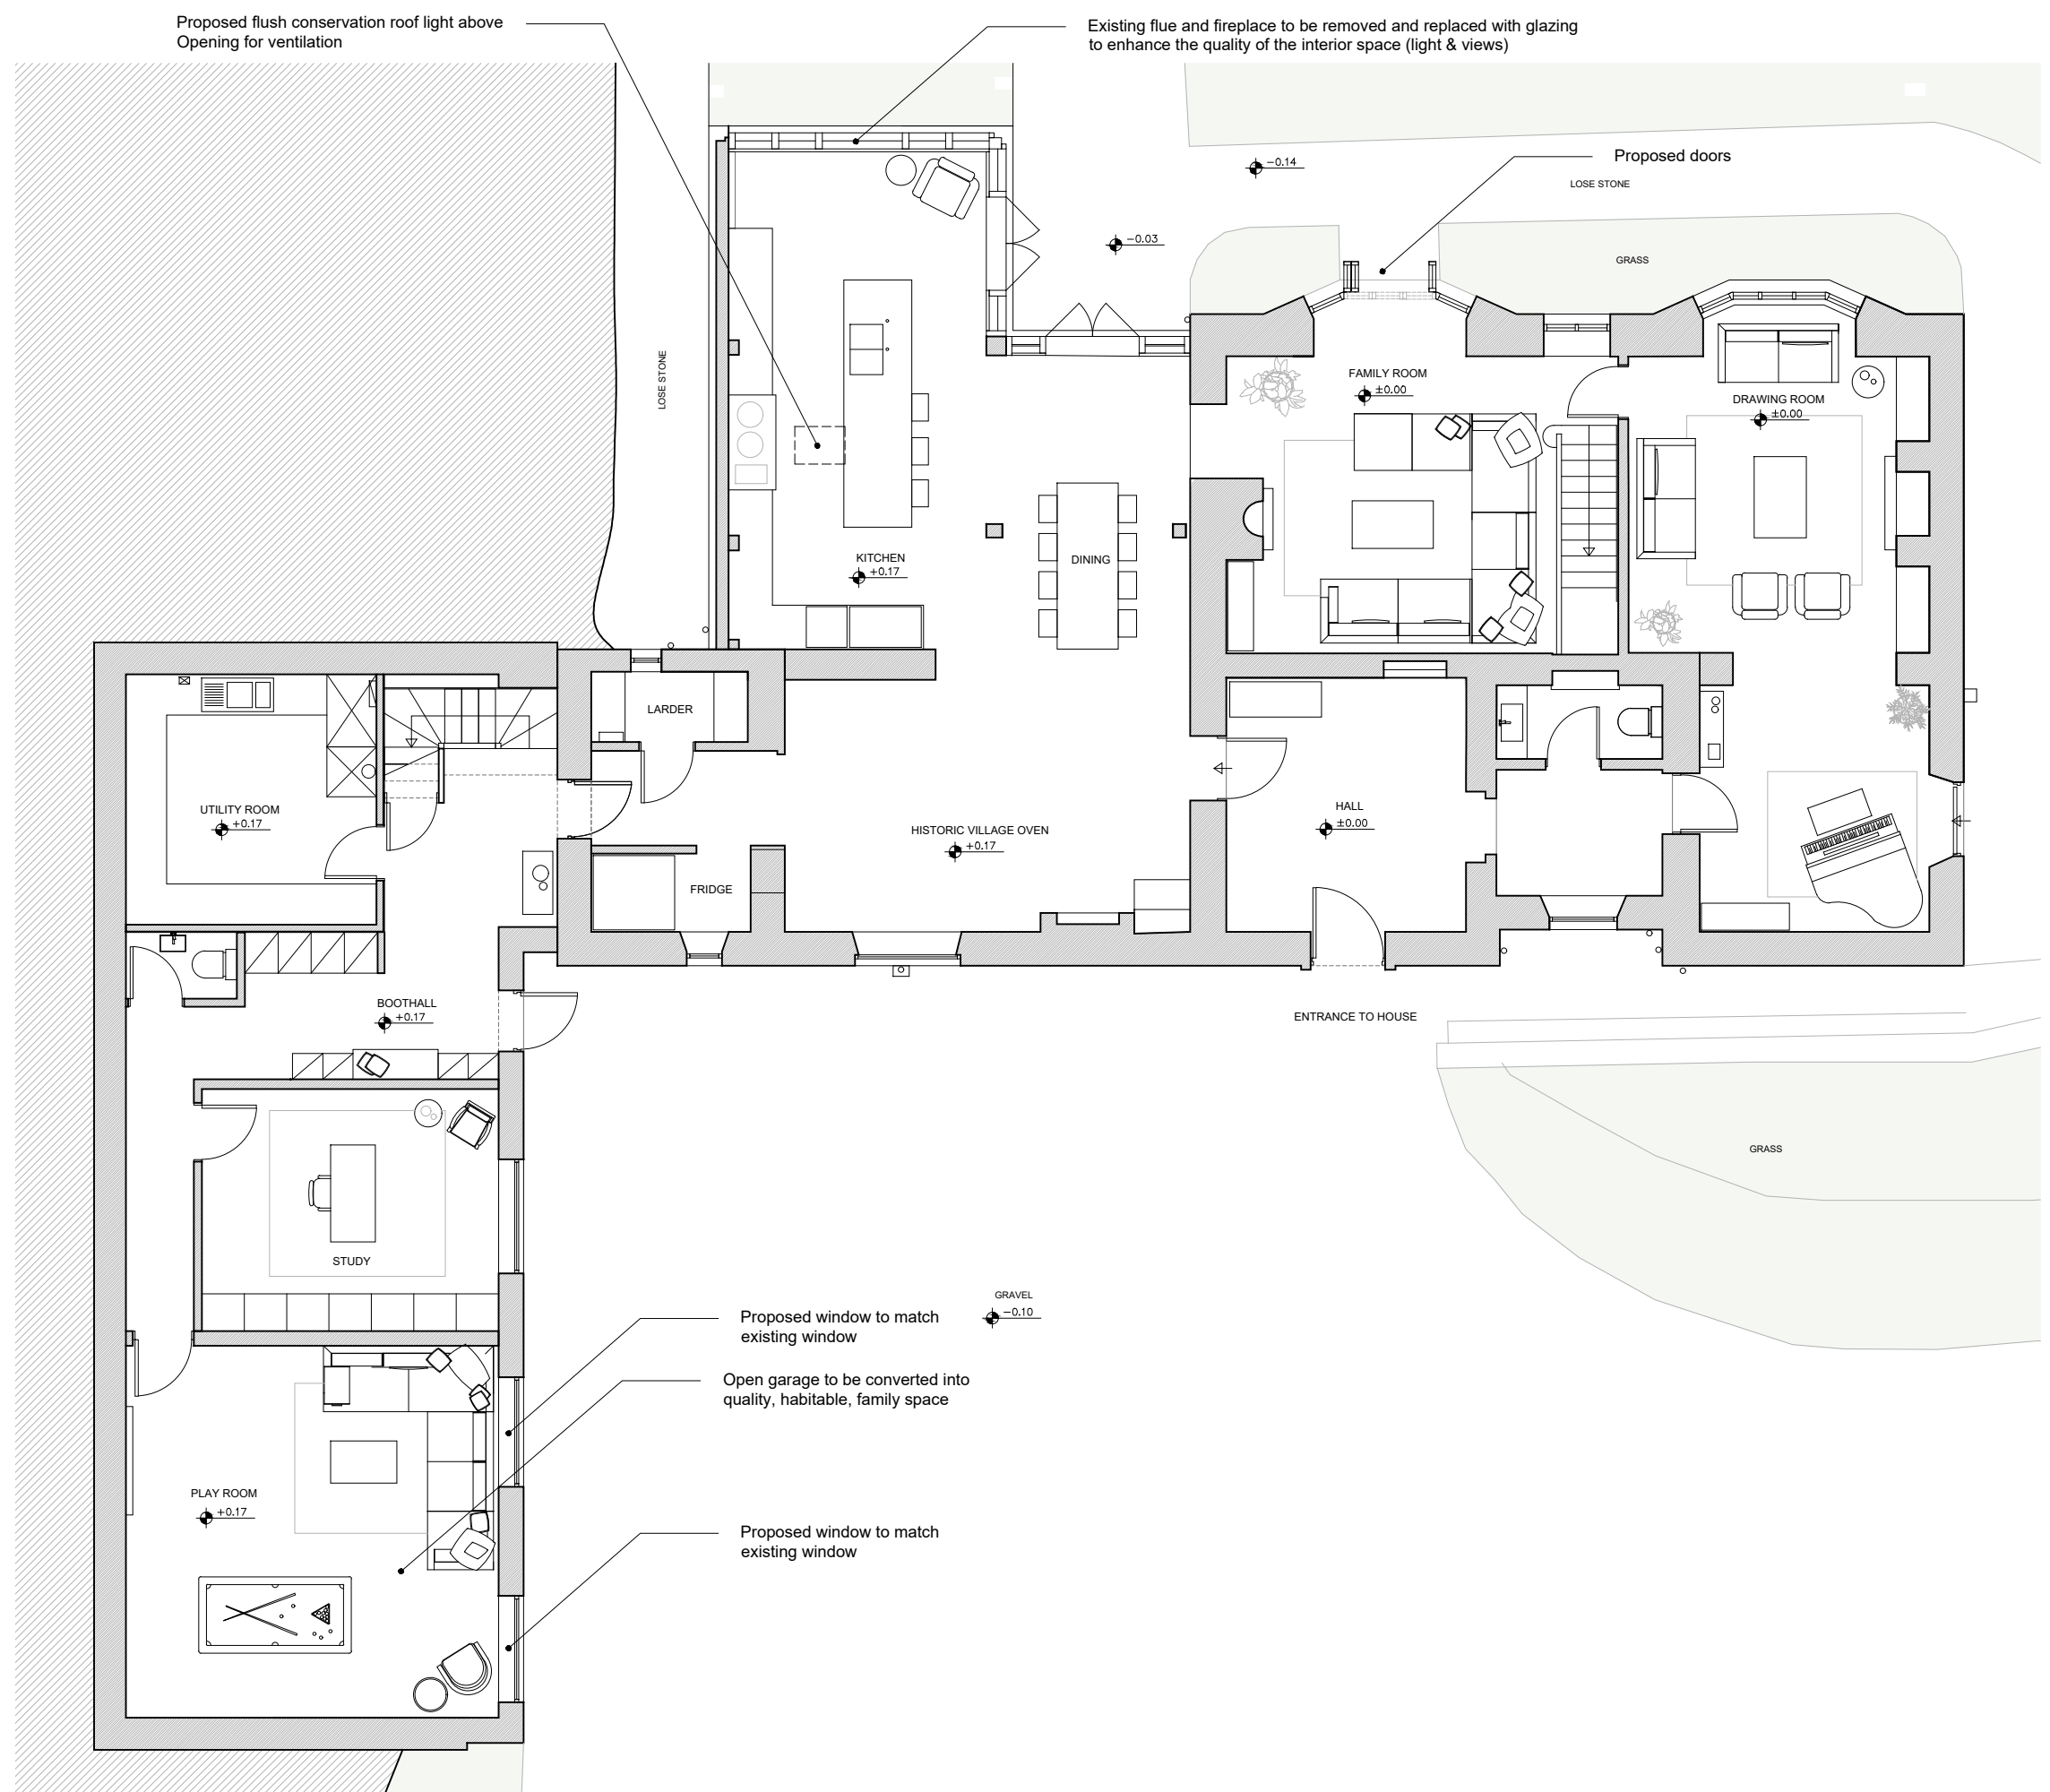 Proposed flush conservation roof light above
Opening for ventilation
Existing flue and fireplace to be removed and replaced with glazing
to enhance the quality of the interior space (light & views)
Proposed doors
−0.14
LOSE STONE
−0.03
GRASS
LOSE STONE
FAMILY ROOM
±0.00
DRAWING ROOM
±0.00
KITCHEN
+0.17
DINING
LARDER
UTILITY ROOM
+0.17
HISTORIC VILLAGE OVEN
+0.17
HALL
±0.00
FRIDGE
BOOTHALL
+0.17
ENTRANCE TO HOUSE
GRASS
STUDY
GRAVEL
−0.10
Proposed window to match
existing window
Open garage to be converted into
quality, habitable, family space
PLAY ROOM
+0.17
Proposed window to match
existing window